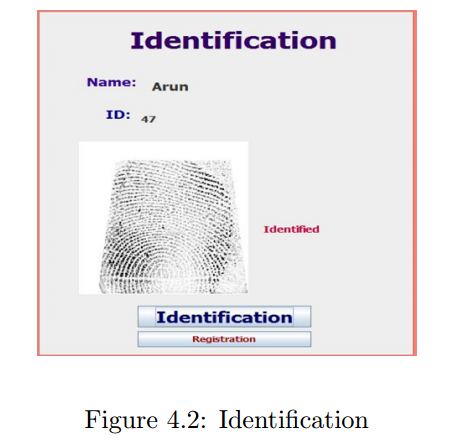 Identification
Name: Arun
ID: 47
Identified
Identification
Registration
Figure 4.2: Identification